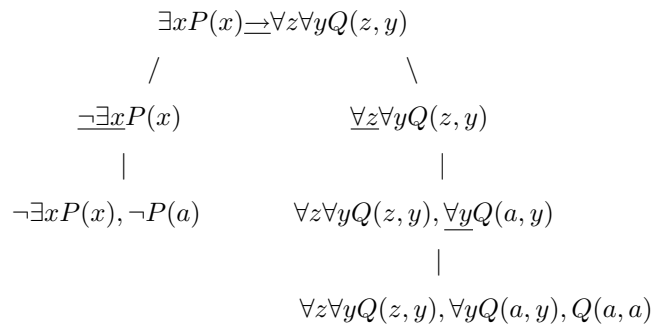 ∃xP(x)→∀z∀yQ(z, y)
/ \
¬∃xP(x) ∀z∀yQ(z, y)
| |
¬∃xP(x), ¬P(a) ∀z∀yQ(z, y), ∀yQ(a, y)
|
∀z∀yQ(z, y), ∀yQ(a, y), Q(a, a)